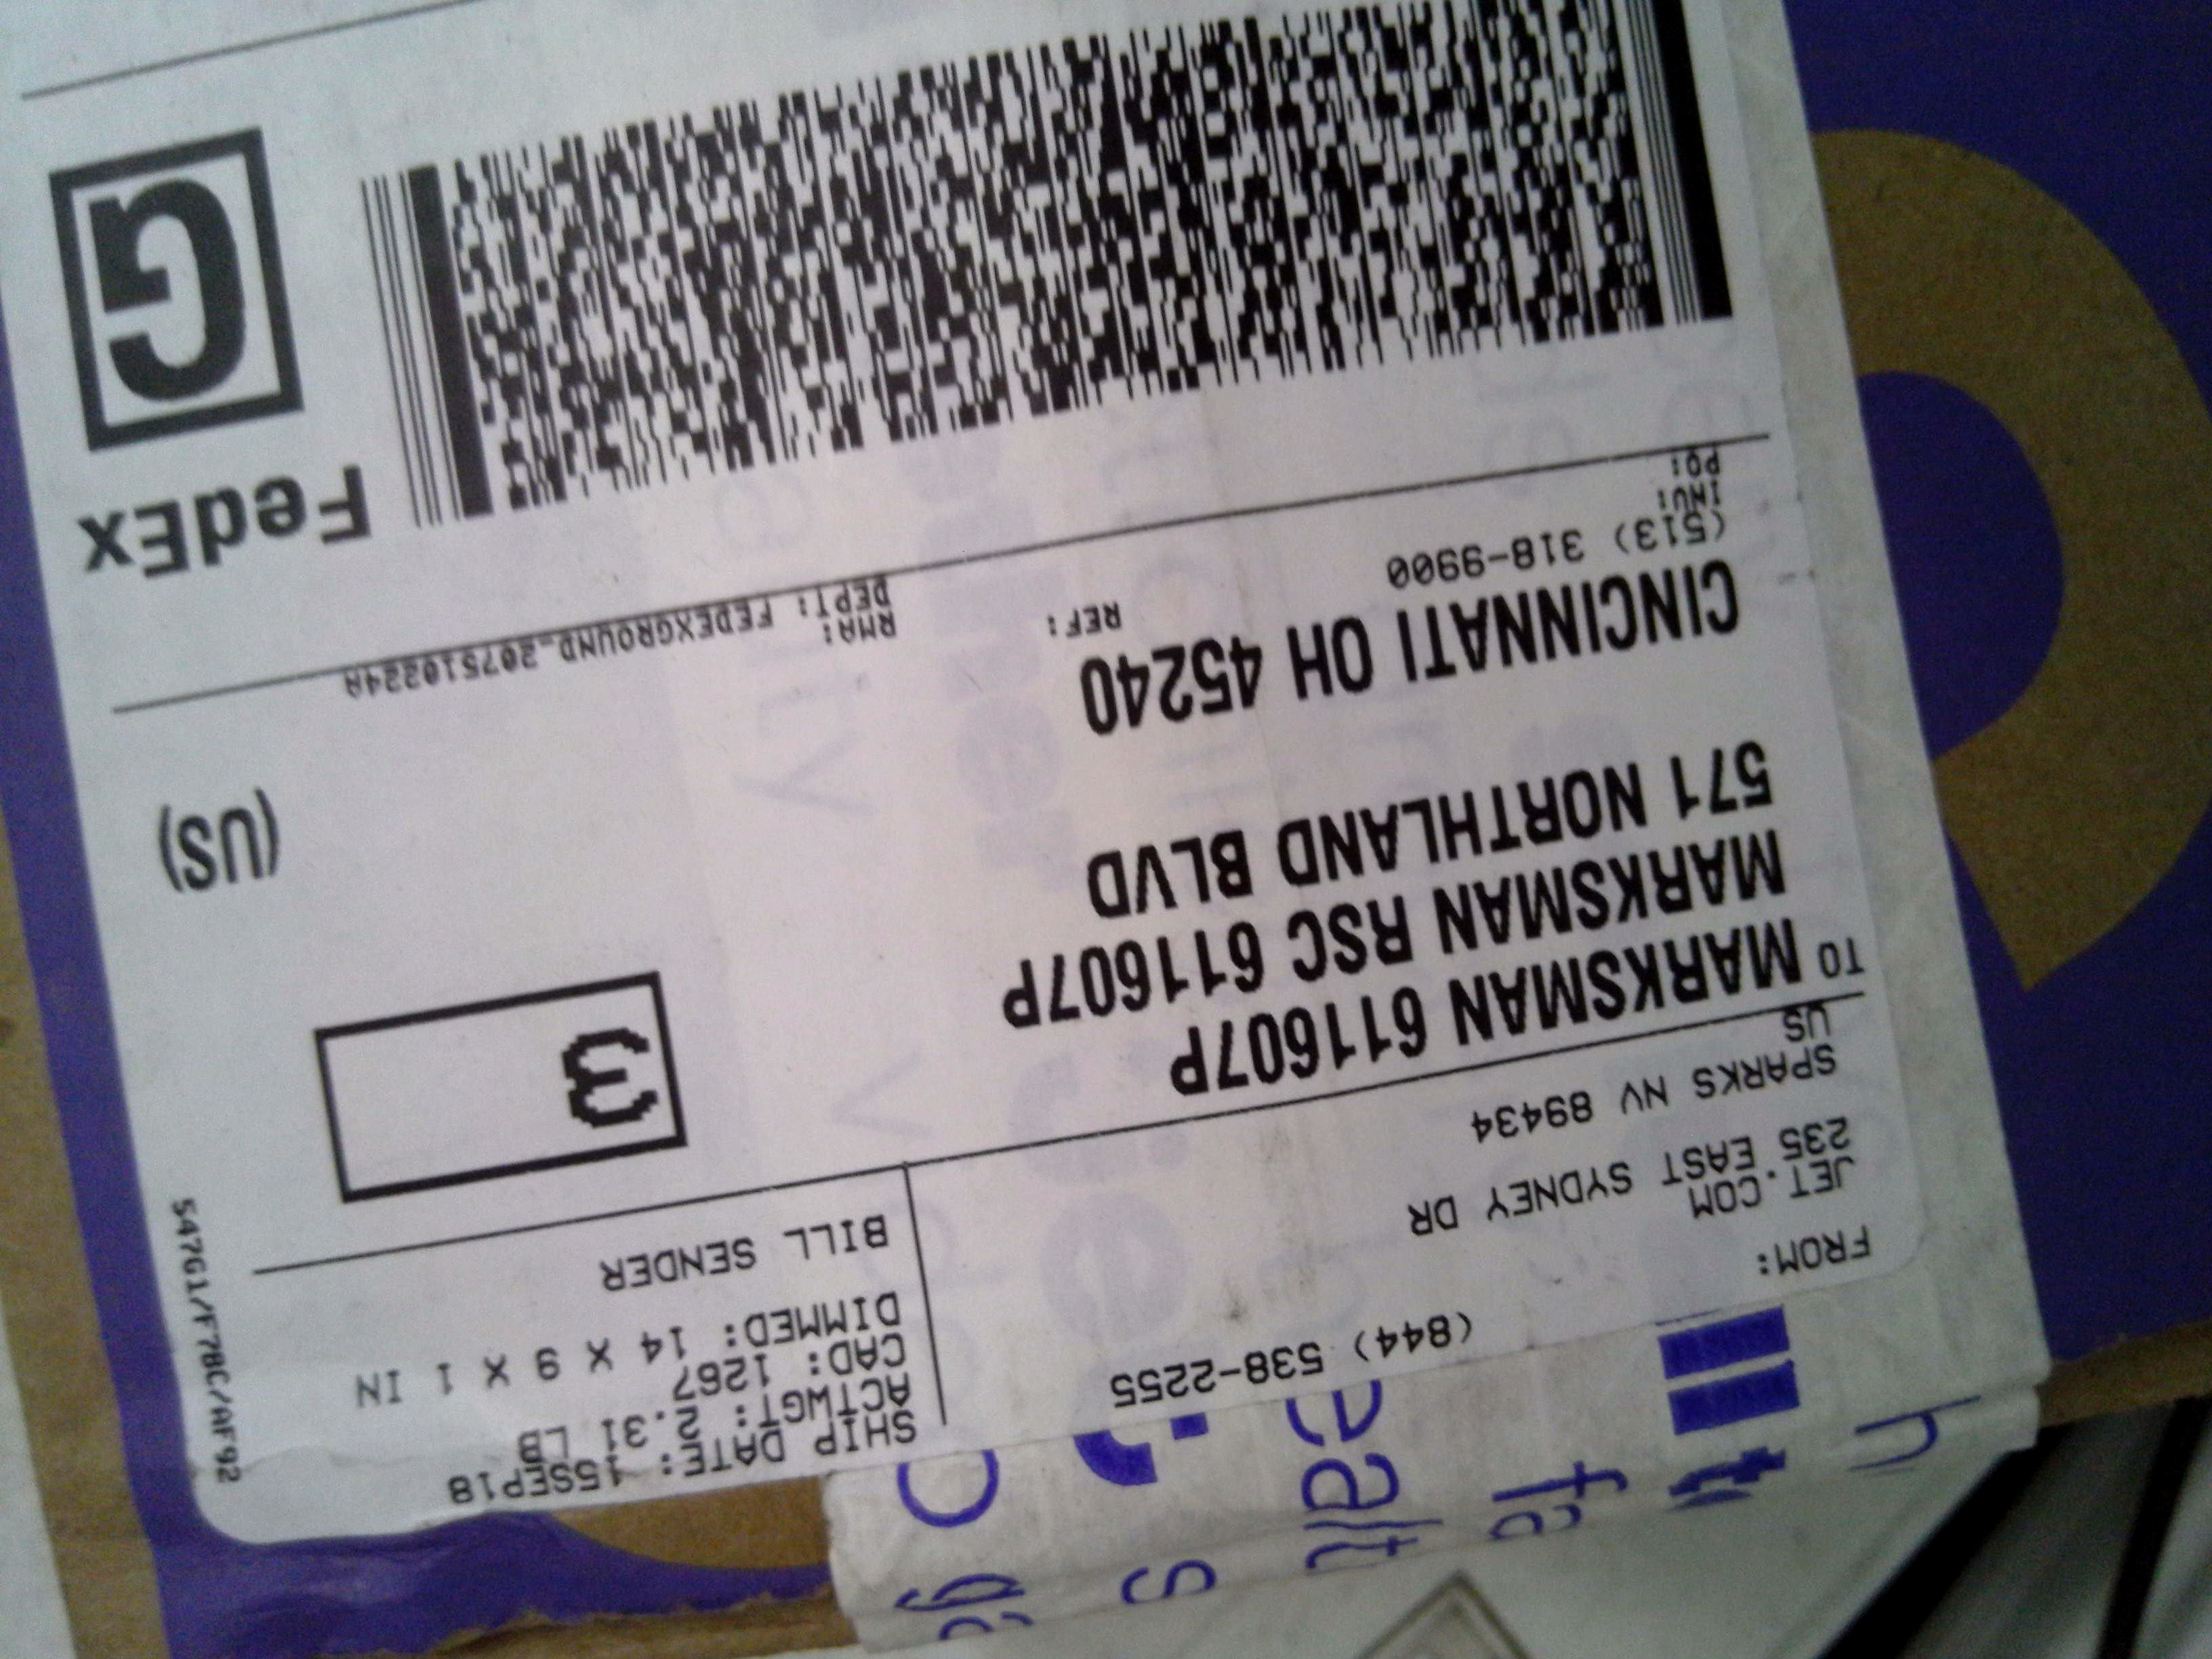 FROM:
(844) 538-2255
JET.COM
235 EAST SYDNEY DR
SPARKS NV 89434
US
SHIP DATE: 15SEP18
ACTWGT: 2.31 LB
CAD: 1267
DIMMED: 14 X 9 X 1 IN
BILL SENDER
TO MARKSMAN 611607P
MARKSMAN RSC 611607P
571 NORTHLAND BLVD
CINCINNATI OH 45240
(513) 318-9900
INV:
PO:
REF:
RMA:
DEPT: FEDEXGROUND_207510224A
3
(US)
FedEx
G
547G1/F78C/AF92